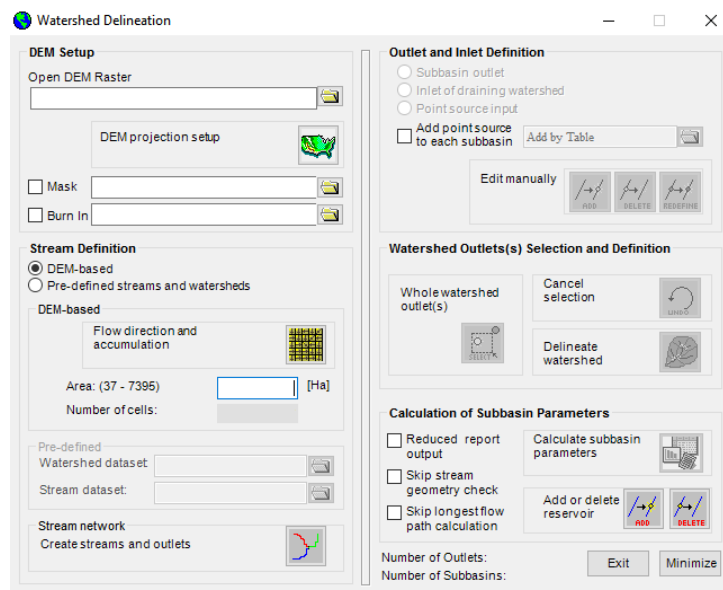 Watershed Delineation
DEM Setup
Open DEM Raster
DEM projection setup
Mask
Burn In
Stream Definition
DEM-based
Pre-defined streams and watersheds
DEM-based
Flow direction and
accumulation
Area: (37 - 7395)
[Ha]
Number of cells:
Pre-defined
Watershed dataset
Stream dataset:
Stream network
Create streams and outlets
Outlet and Inlet Definition
Subbasin outlet
Inlet of draining watershed
Point source input
Add point source
to each subbasin
Add by Table
Edit manually
ADD
DELETE
REDEFINE
Watershed Outlets(s) Selection and Definition
Whole watershed
outlet(s)
SELECT
Cancel
selection
UNDO
Delineate
watershed
Calculation of Subbasin Parameters
Reduced report
output
Skip stream
geometry check
Skip longest flow
path calculation
Calculate subbasin
parameters
Add or delete
reservoir
ADD
DELETE
Number of Outlets:
Number of Subbasins:
Exit
Minimize